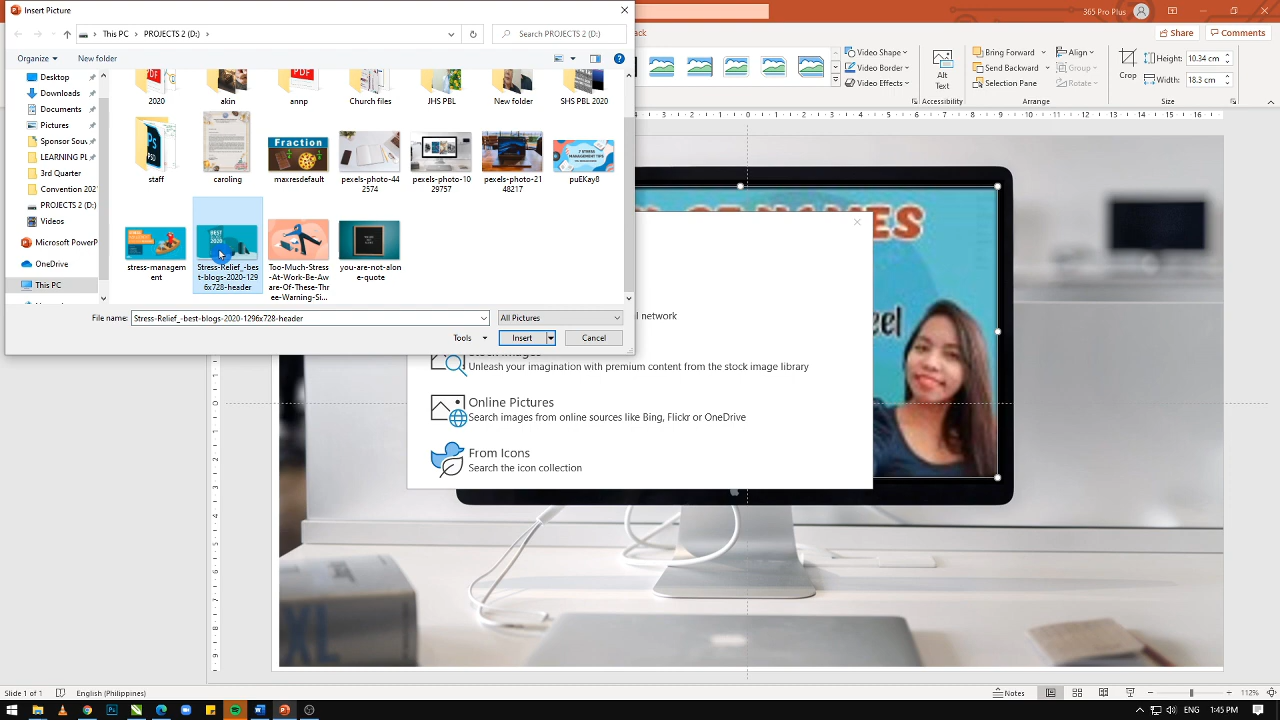 Insert Picture
365 Pro Plus
This PC
PROJECTS 2 (D:)
Search PROJECTS 2 (D:)
Share
Comments
Organize
New folder
Video Shape
Video Border
Video Effects
Alt
Text
Bring Forward
Send Backward
Selection Pane
Align
Group
Rotate
Crop
Height:
10.34 cm
Width:
18.3 cm
Accessibility
Arrange
Size
Desktop
Downloads
Documents
Pictures
Sponsor Sou
LEARNING PL
3rd Quarter
Convention 202
PROJECTS 2 (D:)
Videos
Microsoft PowerP
OneDrive
This PC
2020
akin
annp
Church files
JHS PBL
New folder
SHS PBL 2020
staff
caroling
maxresdefault
pexels-photo-44
2574
pexels-photo-10
29757
pexels-photo-21
48217
puEKay8
stress-managem
ent
Stress-Relief_-be
st-blogs-2020-129
6x728-header
Too-Much-Stress
-At-Work-Be-Aw
are-Of-These-Thr
ee-Warning-Si...
you-are-not-alon
e-quote
File name:
Stress-Relief_-best-blogs-2020-1296x728-header
All Pictures
Tools
Insert
Cancel
l network
Unleash your imagination with premium content from the stock image library
Online Pictures
Search images from online sources like Bing, Flickr or OneDrive
From Icons
Search the icon collection
Slide 1 of 1
English (Philippines)
Notes
112%
ENG
1:45 PM